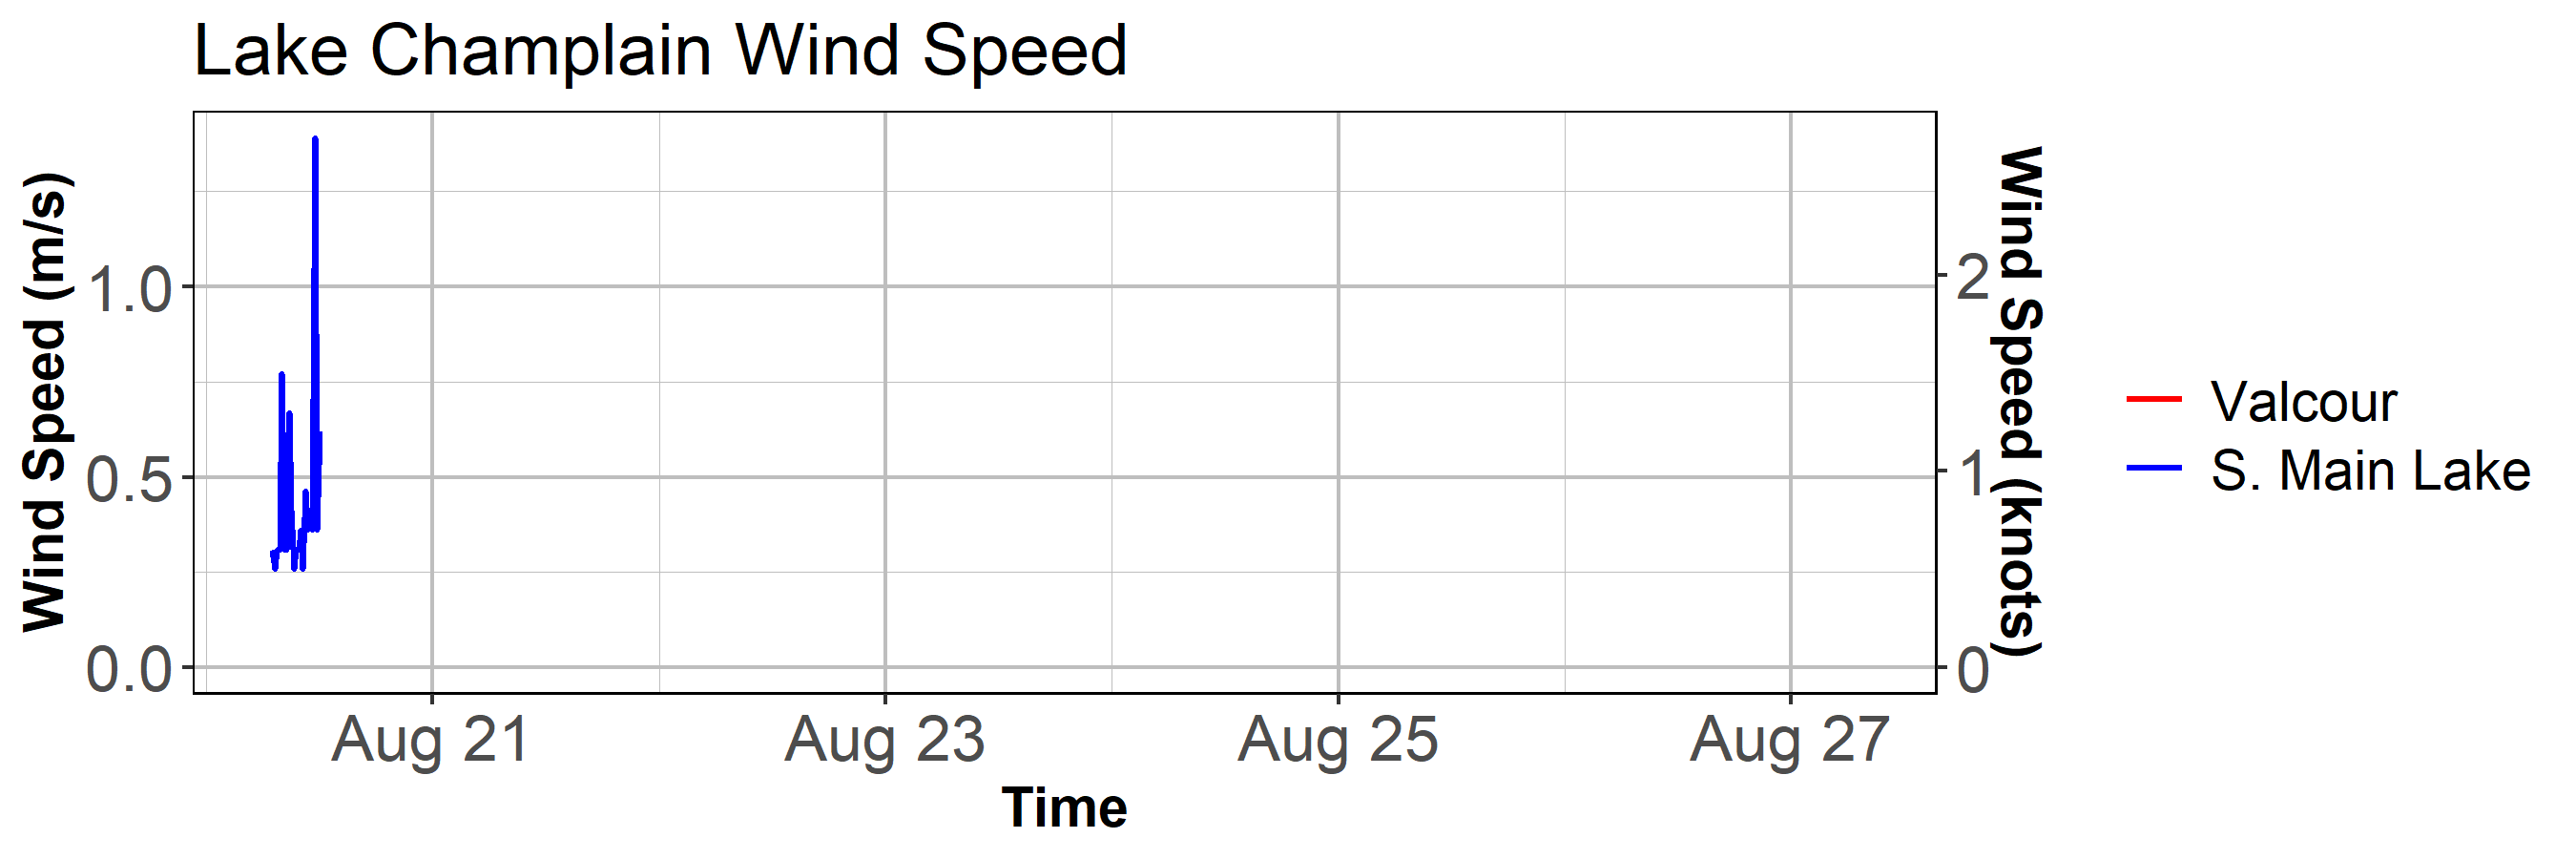 Lake Champlain Wind Speed
Wind Speed (m/s)
1.0
0.5
0.0
2
1
0
Wind Speed (knots)
Aug 21
Aug 23
Aug 25
Aug 27
Time
Valcour
S. Main Lake